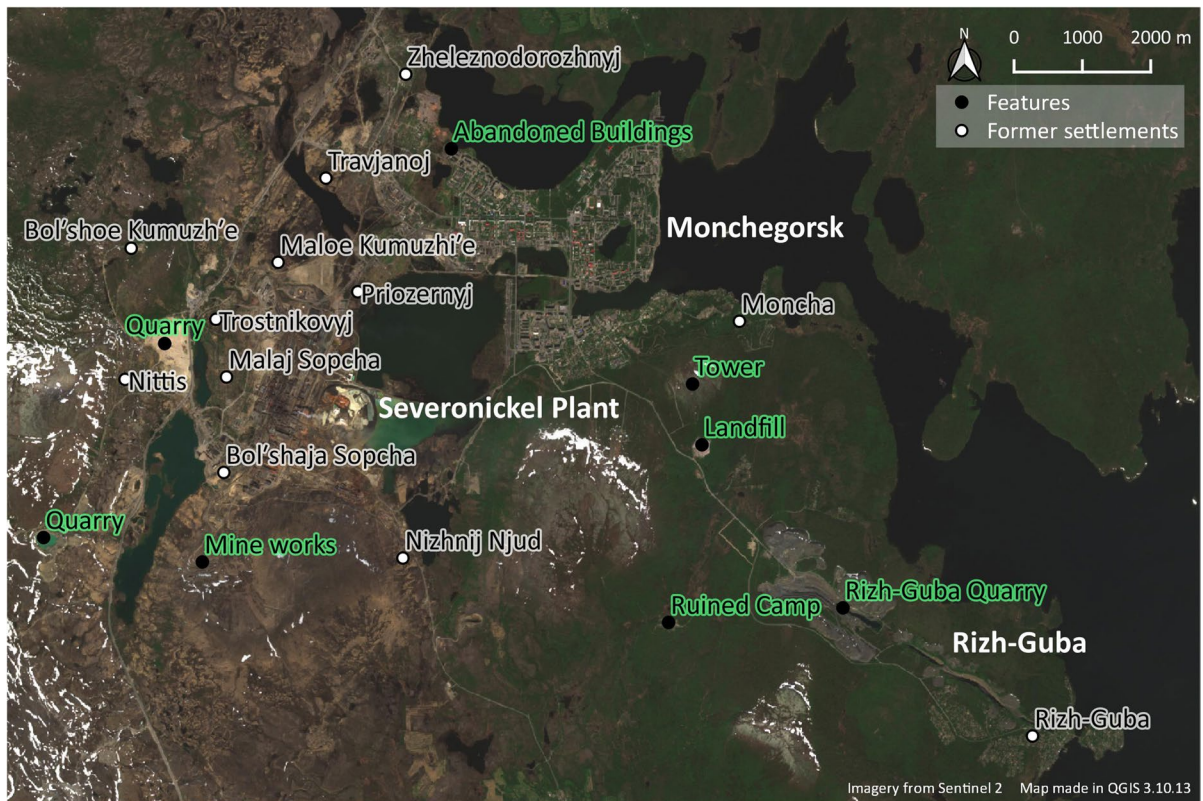 Zheleznodorozhnyj
N
0 1000 2000 m
Features
Former settlements
Abandoned Buildings
Travjanoj
Bol'shoe Kumuzh'e
Maloe Kumuzhi'e
Monchegorsk
Priozernyj
Moncha
Quarry
Trostnikovyj
Nittis
Malaj Sopcha
Tower
Severonickel Plant
Landfill
Bol'shaja Sopcha
Quarry
Mine works
Nizhnij Njud
Ruined Camp
Rizh-Guba Quarry
Rizh-Guba
Rizh-Guba
Imagery from Sentinel 2 Map made in QGIS 3.10.13